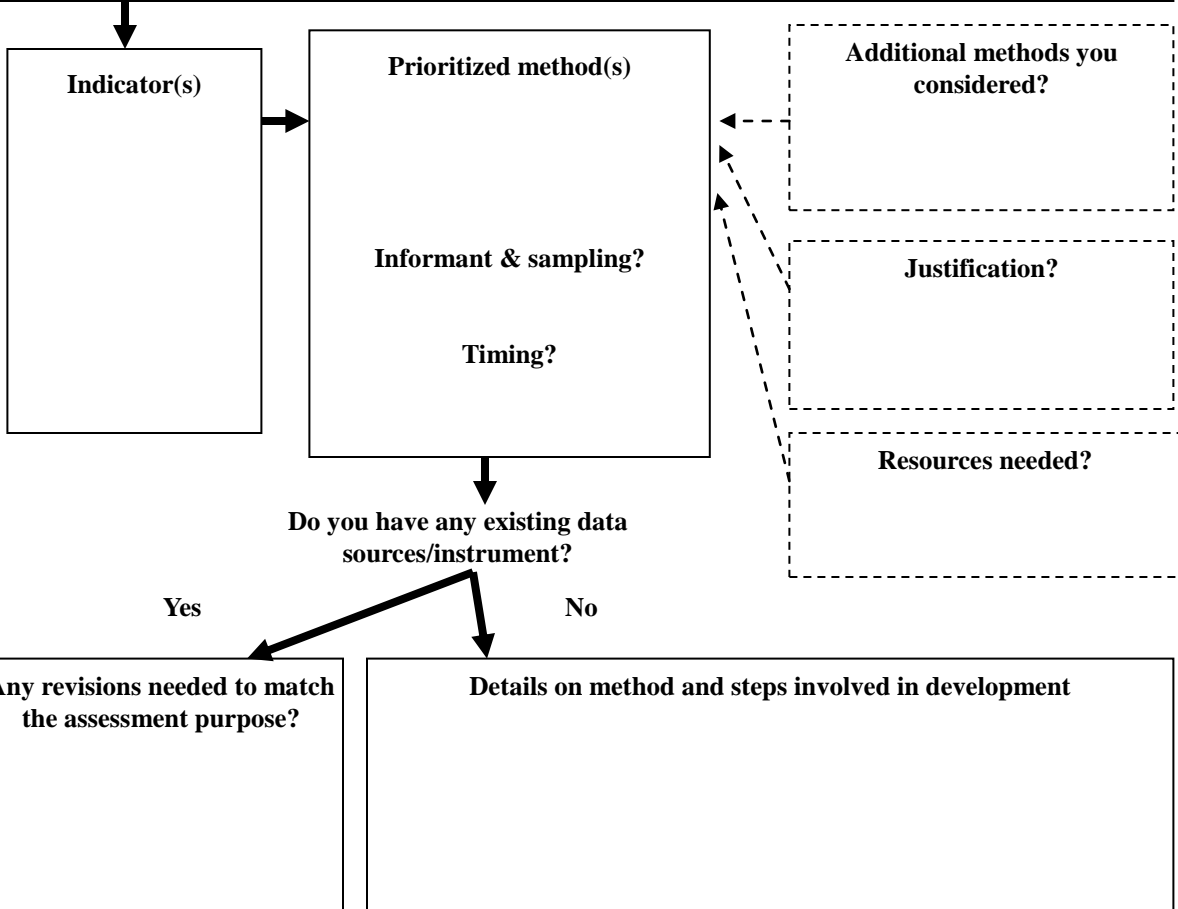 Indicator(s)
Prioritized method(s)
Informant & sampling?
Timing?
Additional methods you
considered?
Justification?
Resources needed?
Do you have any existing data
sources/instrument?
Yes
No
Any revisions needed to match
the assessment purpose?
Details on method and steps involved in development